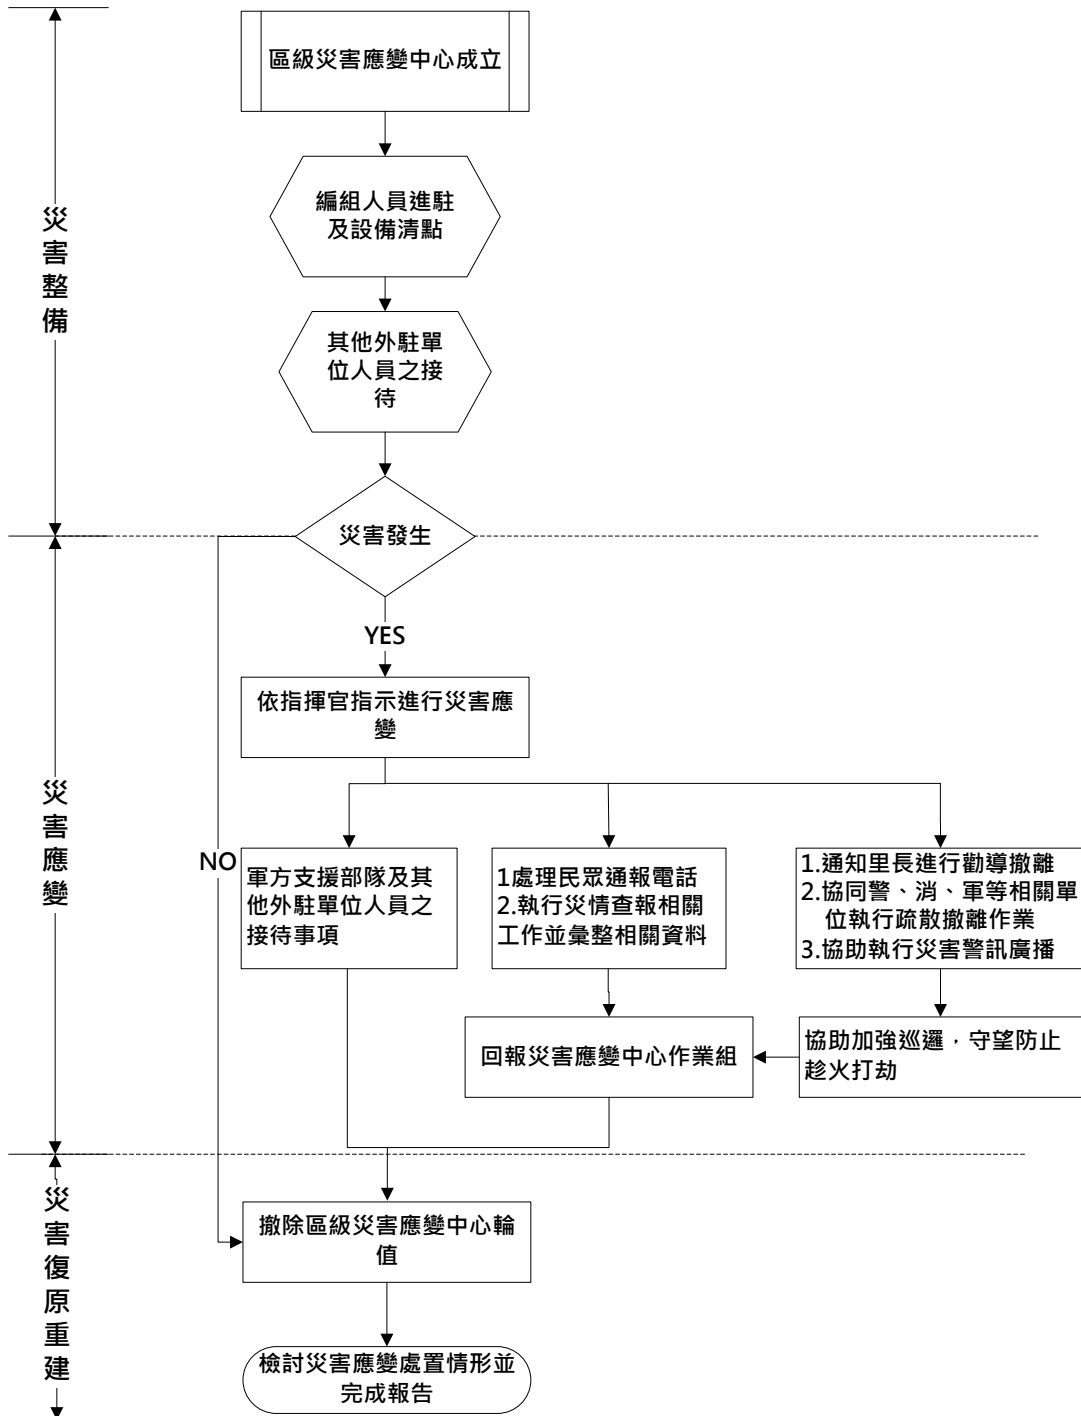 區級災害應變中心成立
編組人員進駐
及設備清點
災害整備
其他外駐單
位人員之接
待
災害發生
YES
依指揮官指示進行災害應
變
災害應變
NO
軍方支援部隊及其
他外駐單位人員之
接待事項
1處理民眾通報電話
2.執行災情查報相關
工作並彙整相關資料
1.通知里長進行勸導撤離
2.協同警、消、軍等相關單
位執行疏散撤離作業
3.協助執行災害警訊廣播
回報災害應變中心作業組
協助加強巡邏，守望防止
趁火打劫
災害復原重建
撤除區級災害應變中心輪
值
檢討災害應變處置情形並
完成報告